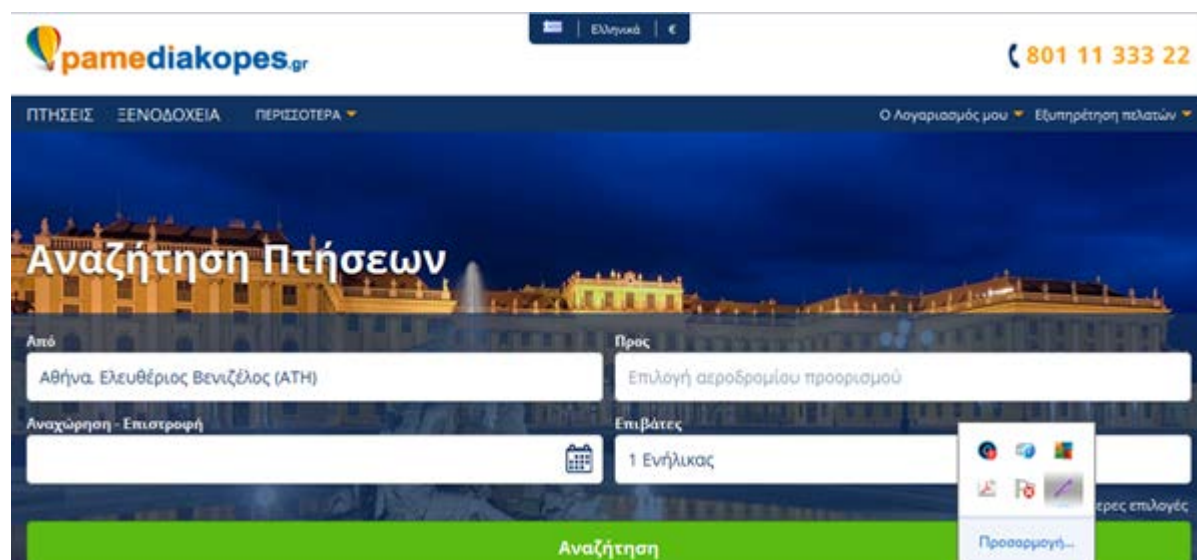 Ελληνικά | €
pamediakopes.gr
801 11 333 22
ΠΤΗΣΕΙΣ ΞΕΝΟΔΟΧΕΙΑ ΠΕΡΙΣΣΟΤΕΡΑ Ο Λογαριασμός μου Εξυπηρέτηση πελατών
Αναζήτηση Πτήσεων
Από
Προς
Αθήνα, Ελευθέριος Βενιζέλος (ATH)
Επιλογή αεροδρομίου προορισμού
Αναχώρηση - Επιστροφή
Επιβάτες
1 Ενήλικας
επιλογές
Αναζήτηση
Προσαρμογή...